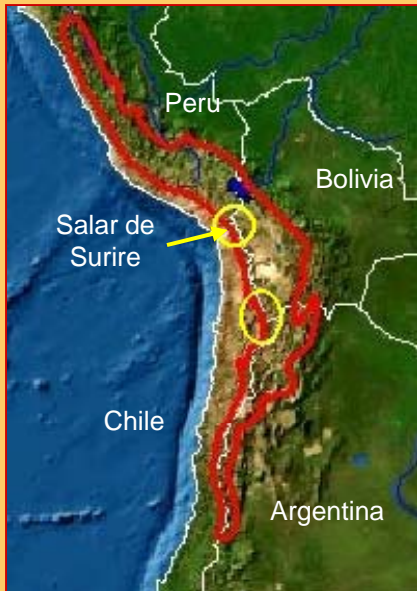 Peru
Bolivia
Salar de
Surire
Chile
Argentina